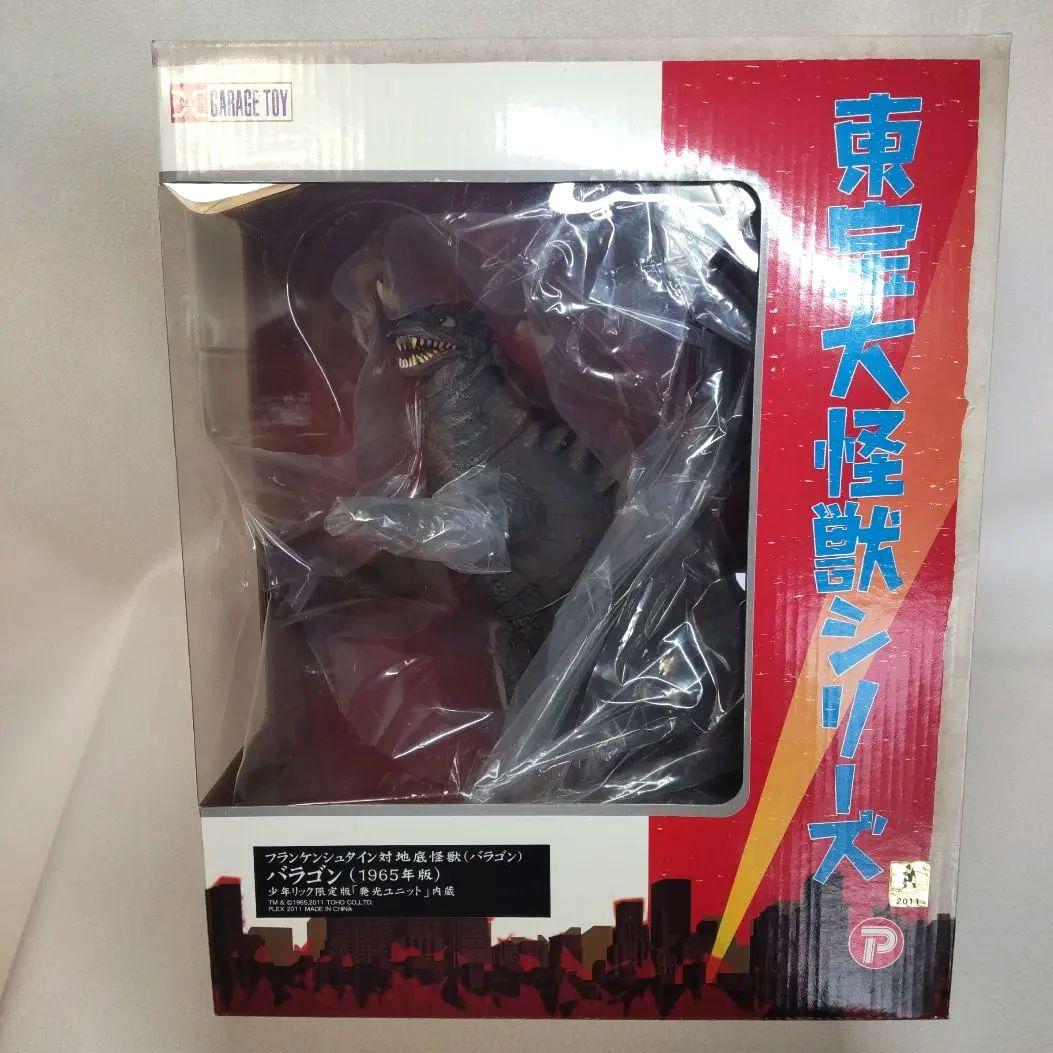 GARAGE TOY
東宝大怪獣シリーズ
フランケンシュタイン対地底怪獣(バラゴン)
バラゴン(1965年版)
少年リック限定版「発光ユニット」内蔵
TM & ©1965,2011 TOHO CO.,LTD.
PLEX 2011 MADE IN CHINA
2011
P